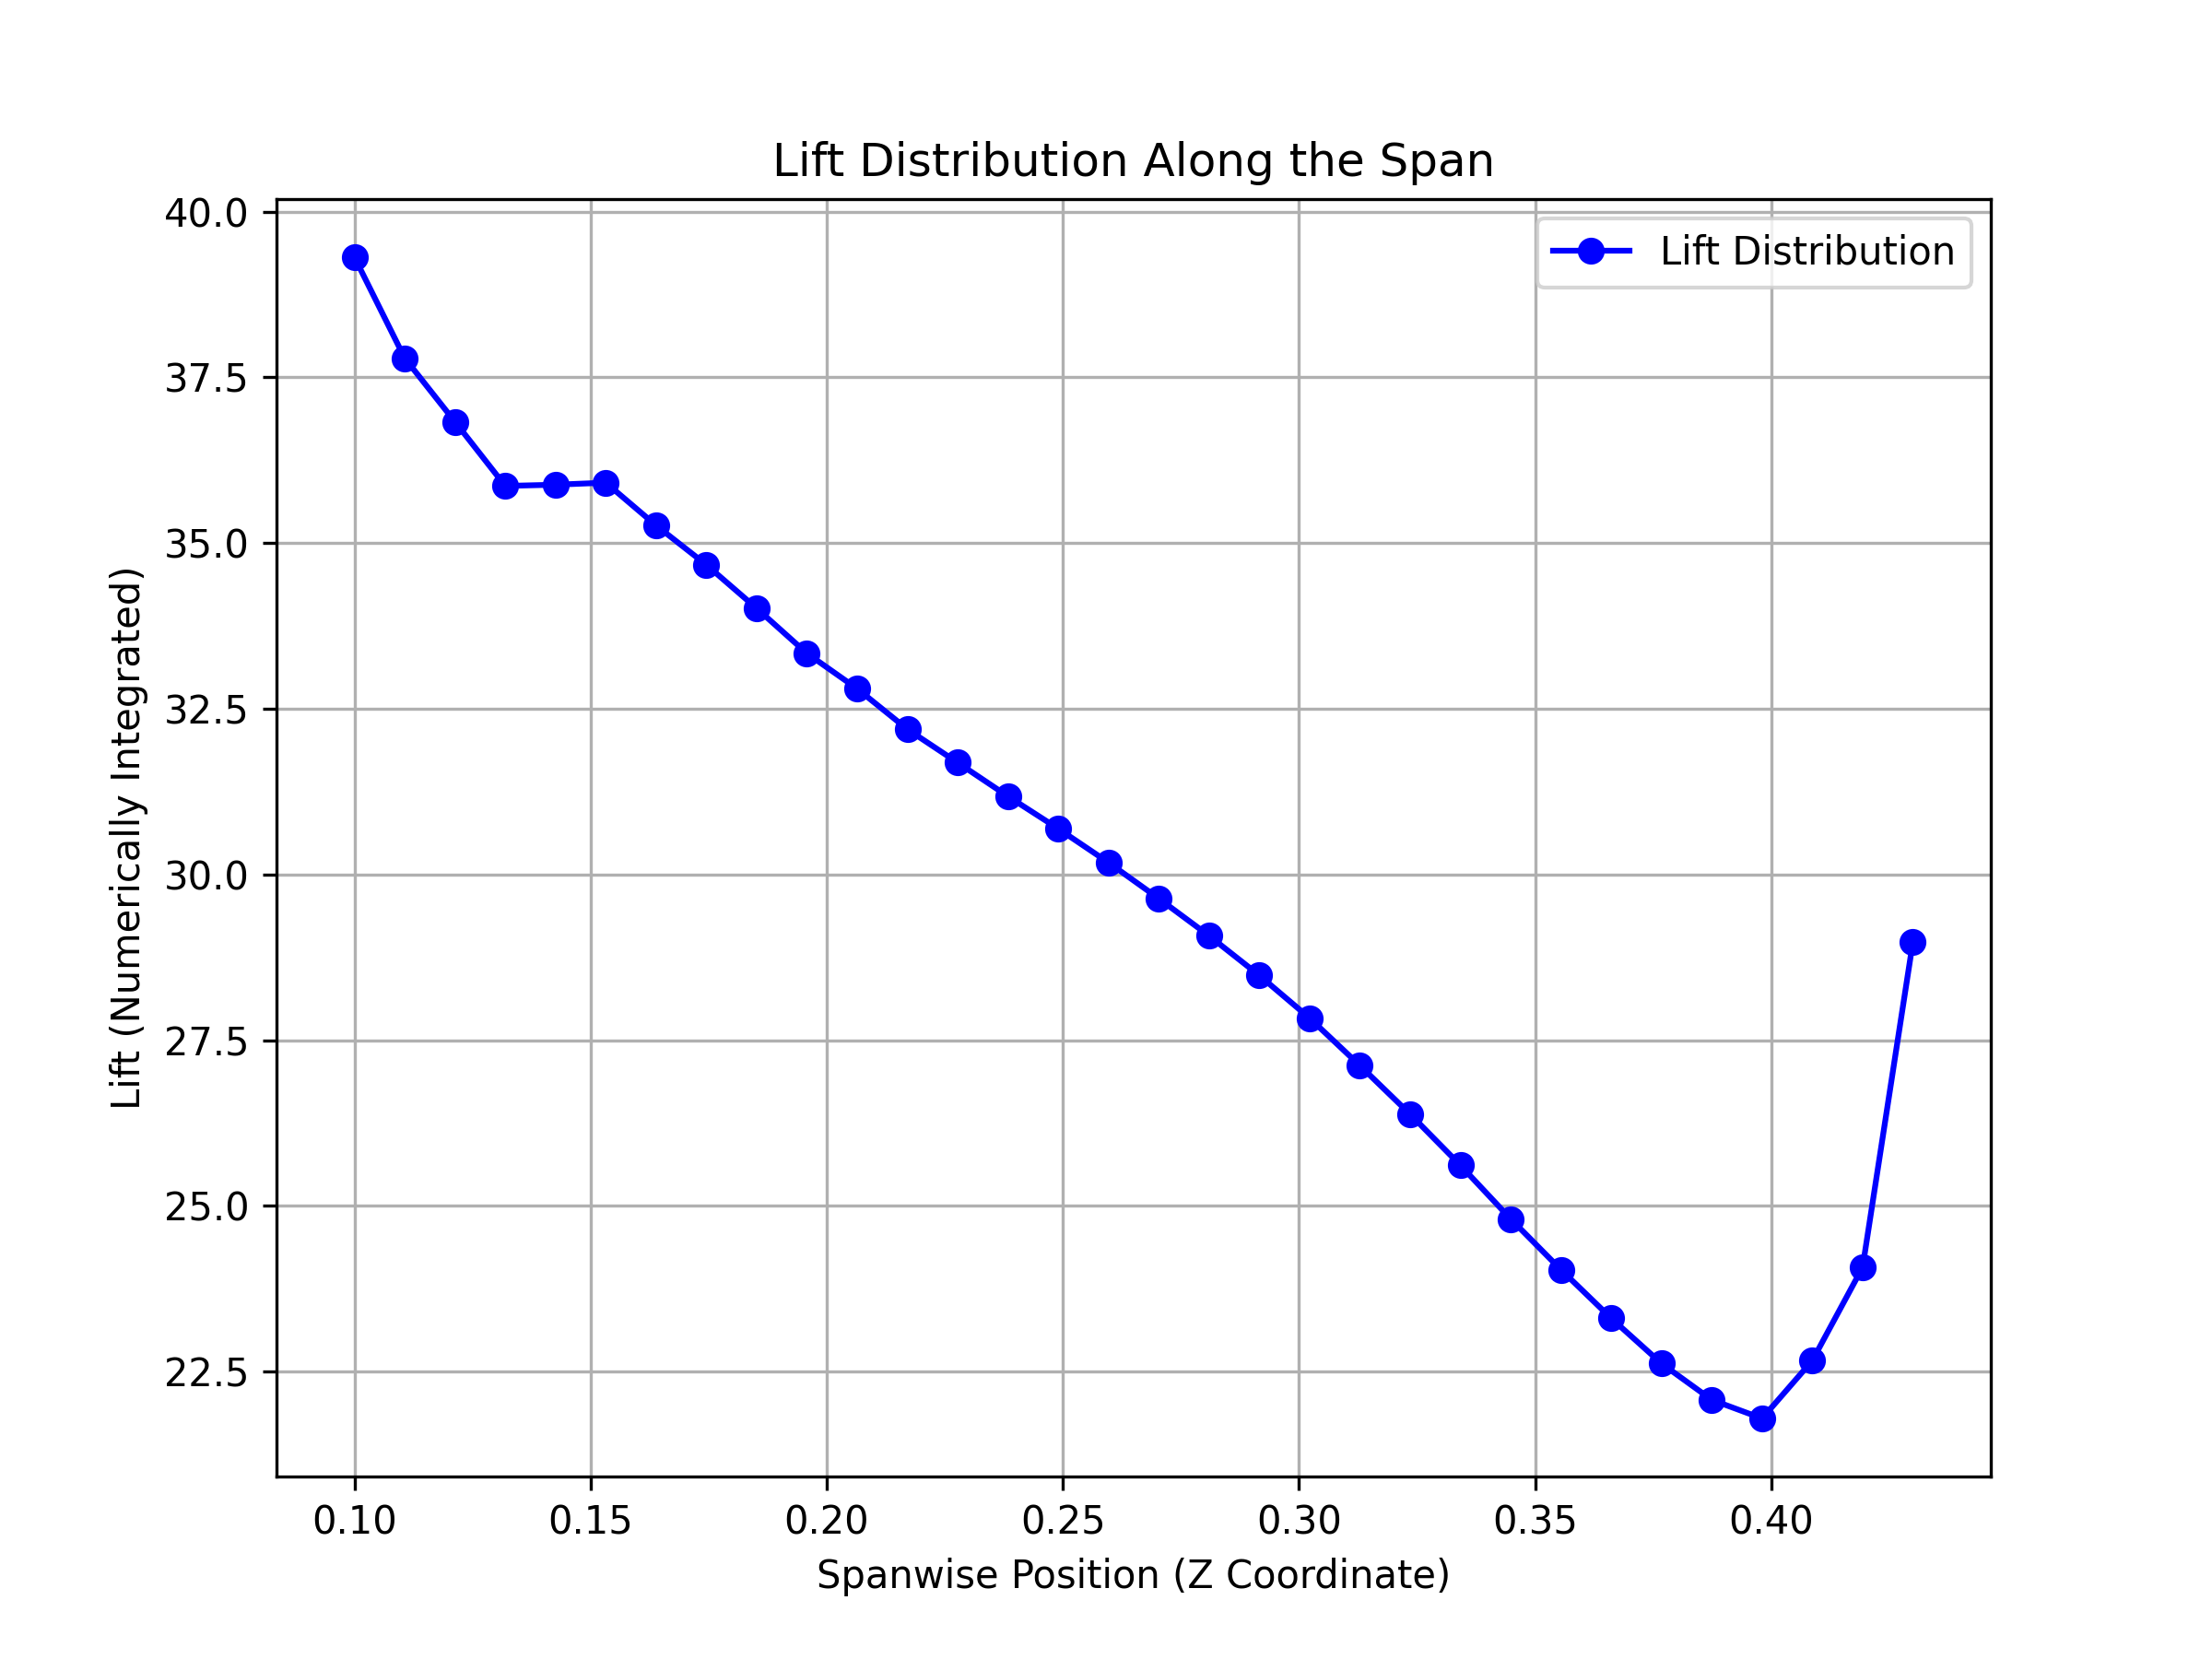 Lift Distribution Along the Span
Lift Distribution
40.0
37.5
35.0
32.5
30.0
27.5
25.0
22.5
Lift (Numerically Integrated)
0.10 0.15 0.20 0.25 0.30 0.35 0.40
Spanwise Position (Z Coordinate)